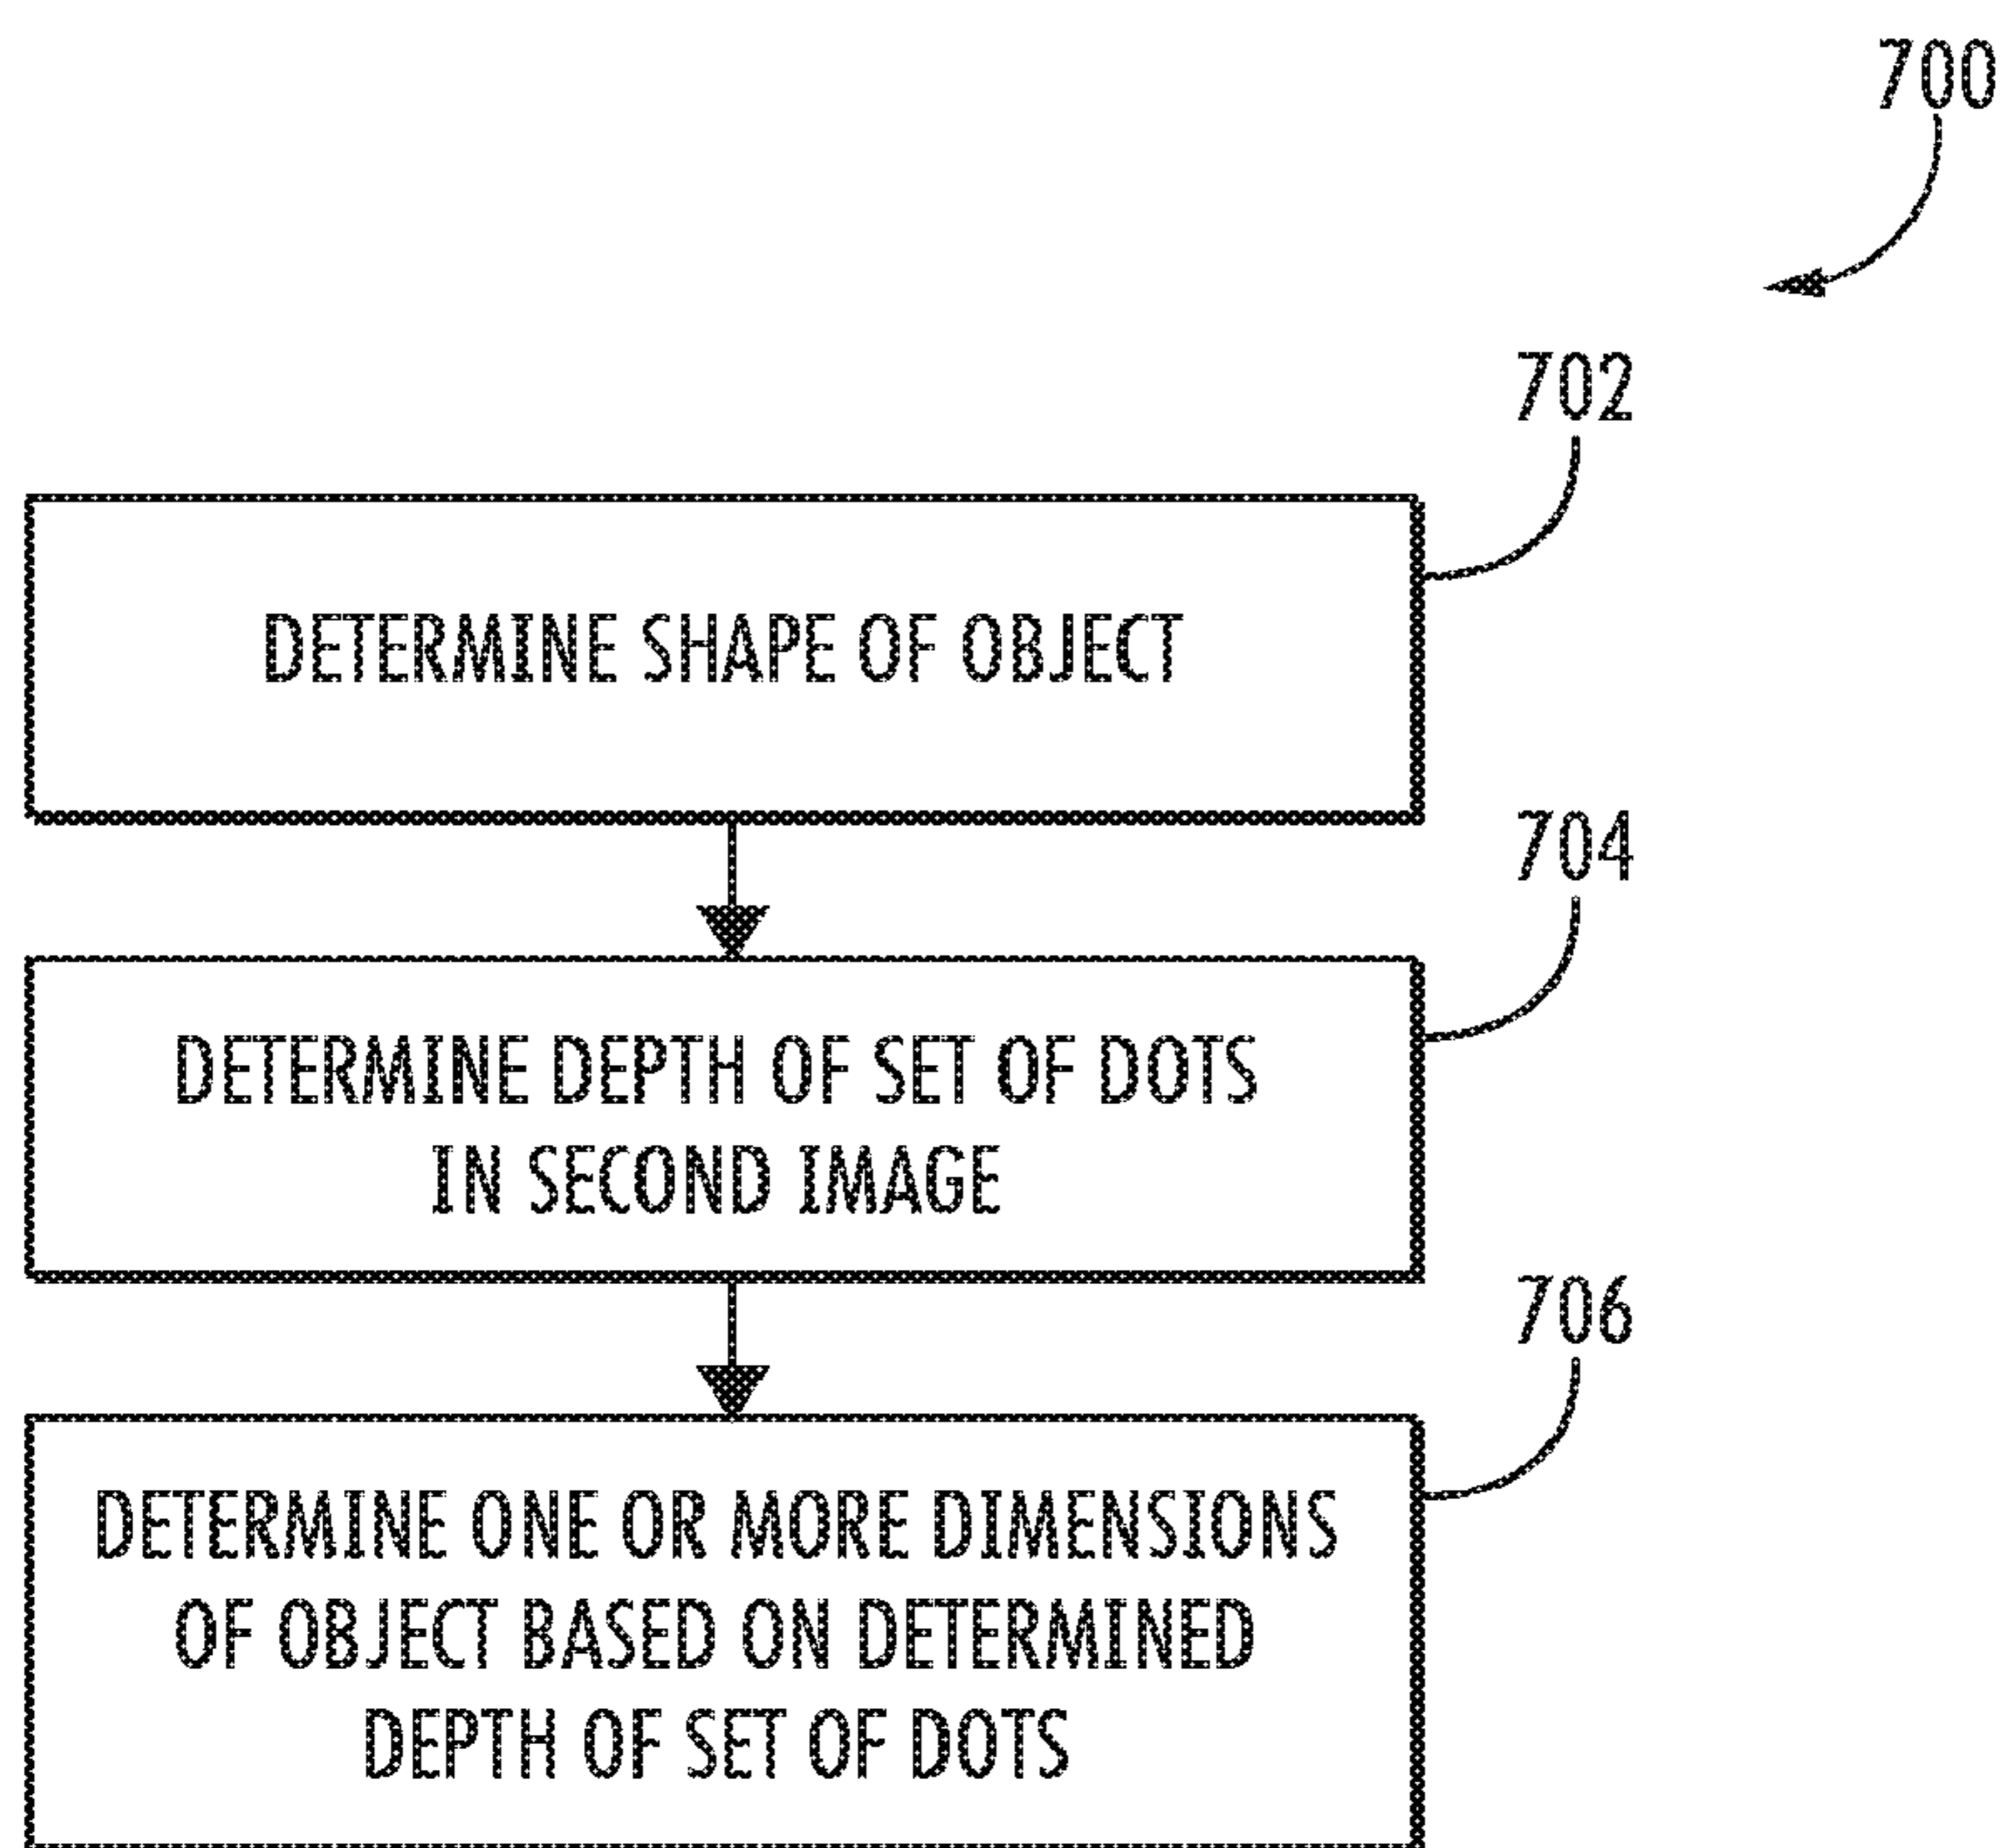 700
702
DETERMINE SHAPE OF OBJECT
704
DETERMINE DEPTH OF SET OF DOTS
IN SECOND IMAGE
706
DETERMINE ONE OR MORE DIMENSIONS
OF OBJECT BASED ON DETERMINED
DEPTH OF SET OF DOTS